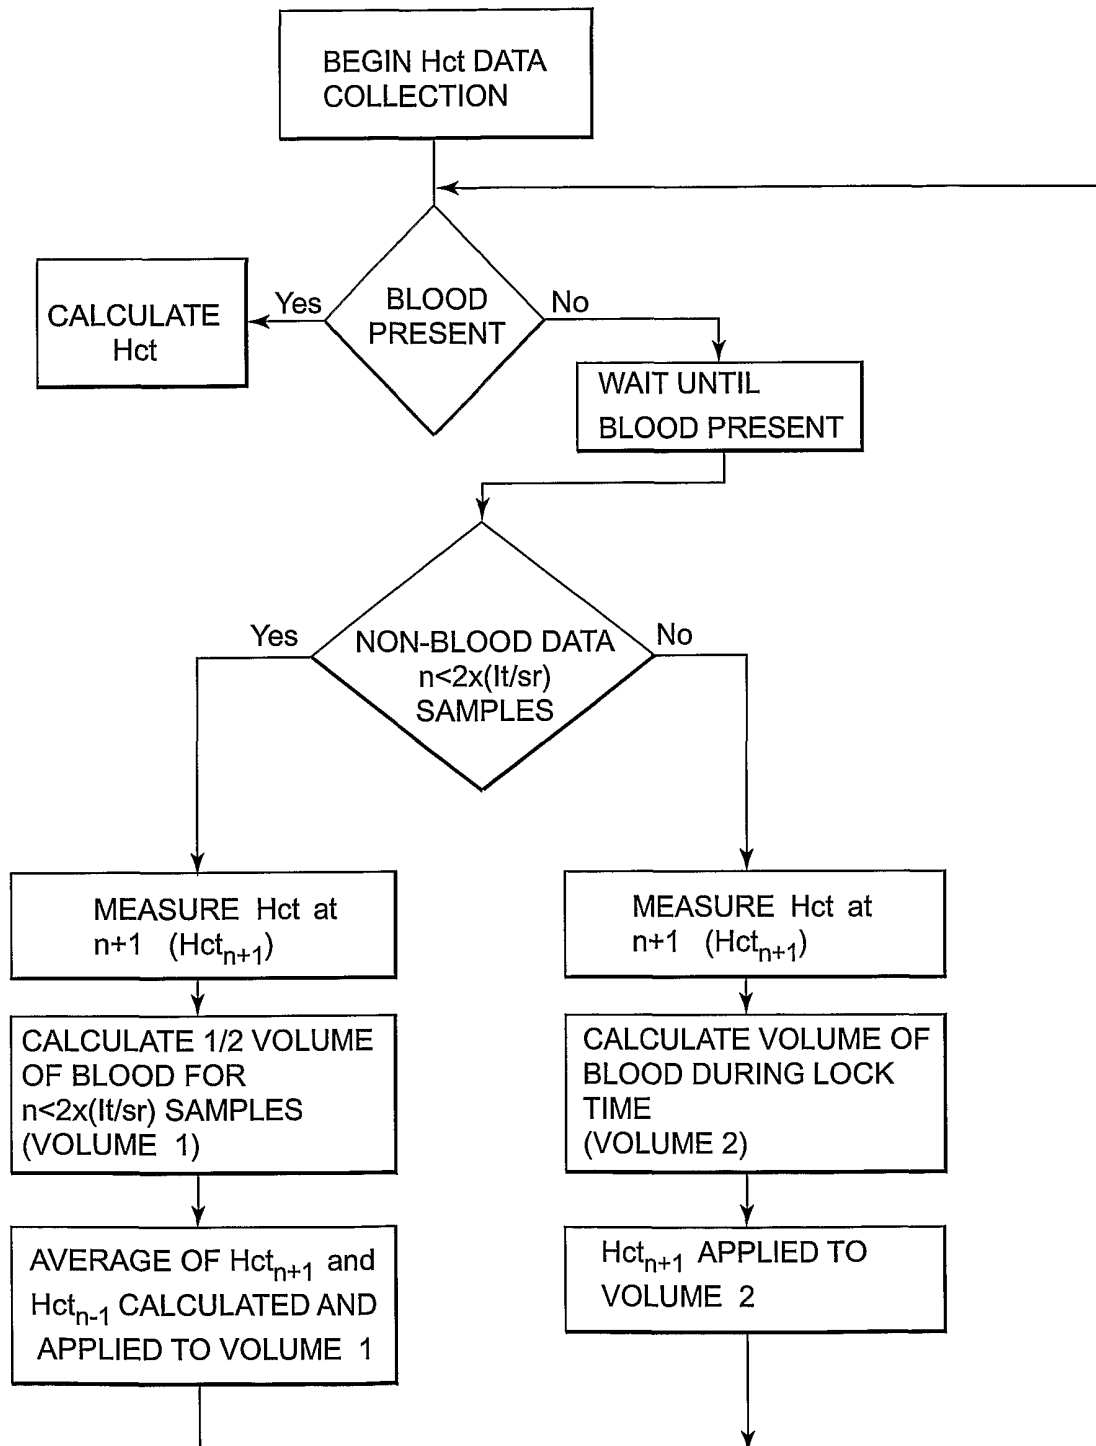 BEGIN Hct DATA
COLLECTION
BLOOD
PRESENT
Yes
No
CALCULATE
Hct
WAIT UNTIL
BLOOD PRESENT
NON-BLOOD DATA
n<2x(lt/sr)
SAMPLES
Yes
No
MEASURE Hct at
n+1 (Hctn+1)
CALCULATE 1/2 VOLUME
OF BLOOD FOR
n<2x(lt/sr) SAMPLES
(VOLUME 1)
AVERAGE OF Hctn+1 and
Hctn-1 CALCULATED AND
APPLIED TO VOLUME 1
MEASURE Hct at
n+1 (Hctn+1)
CALCULATE VOLUME OF
BLOOD DURING LOCK
TIME
(VOLUME 2)
Hctn+1 APPLIED TO
VOLUME 2